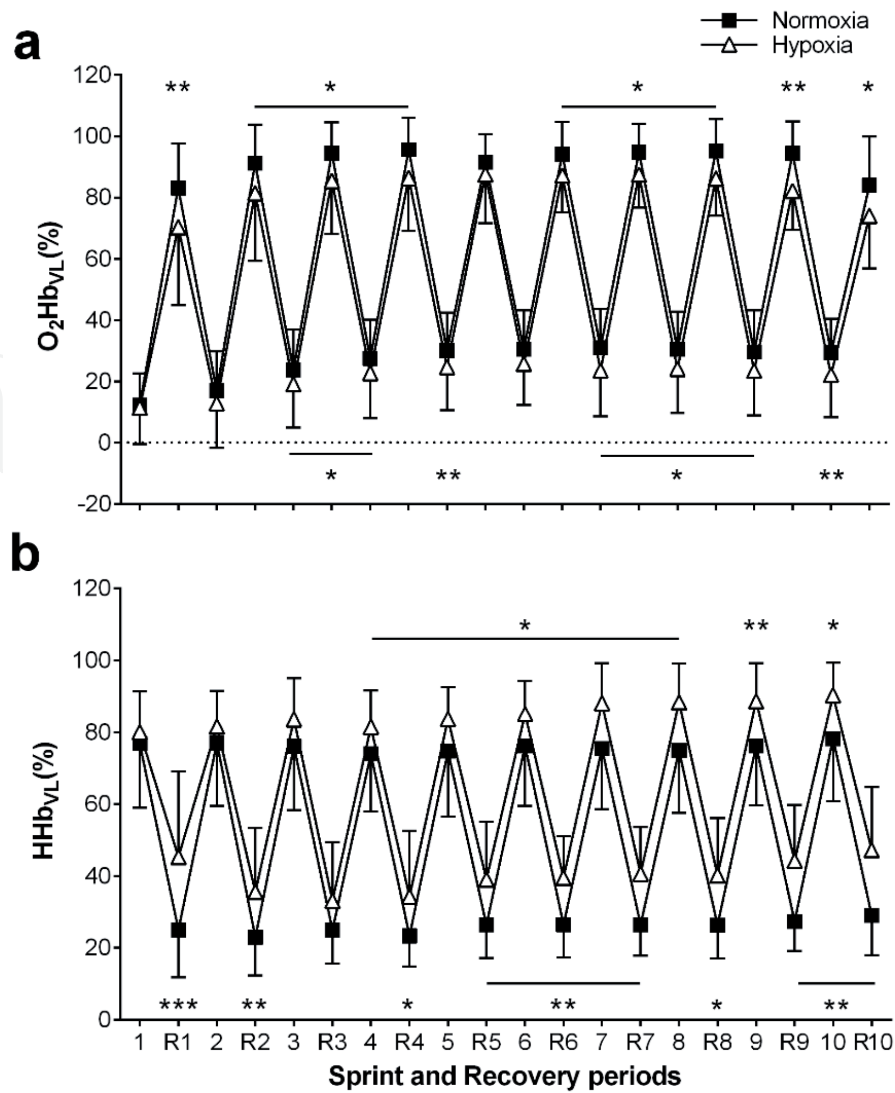 Normoxia
Hypoxia
a
** * * ** *
120
100
80
60
40
20
0
-20
O₂Hb_VL(%)
* ** * **
b
* ** *
120
100
80
60
40
20
0
HHb_VL(%)
*** ** * ** * **
1 R1 2 R2 3 R3 4 R4 5 R5 6 R6 7 R7 8 R8 9 R9 10 R10
Sprint and Recovery periods